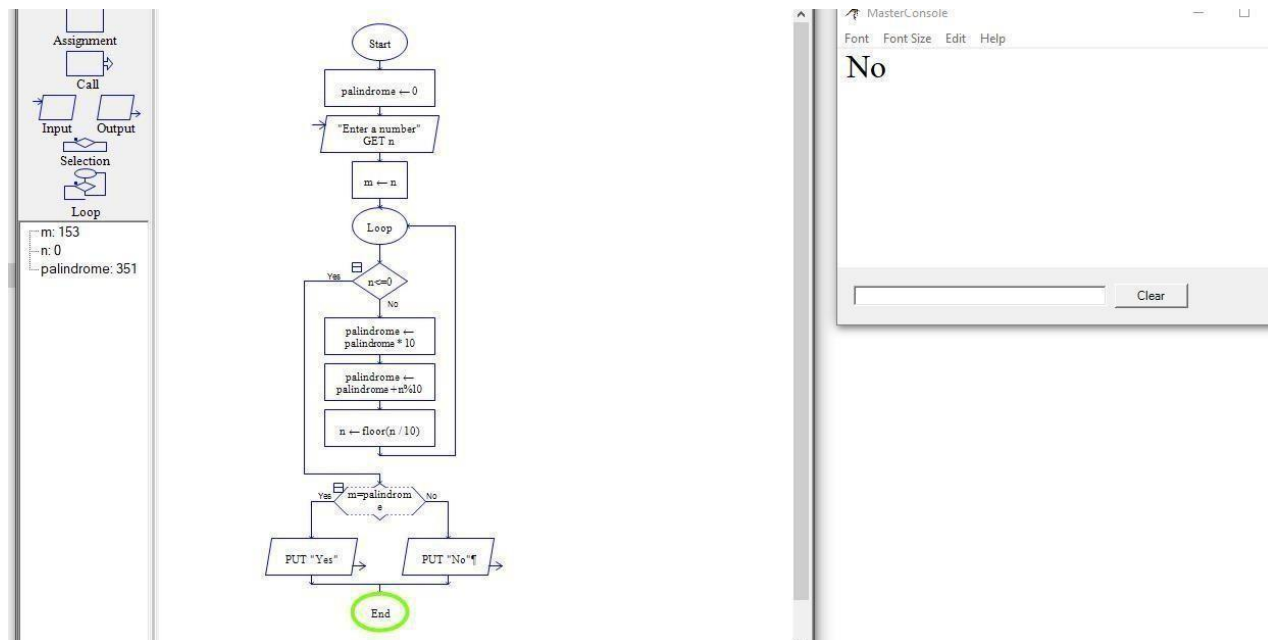 Assignment
Call
Input Output
Selection
Loop
m: 153
n: 0
palindrome: 351
Start
palindrome ← 0
"Enter a number"
GET n
m ← n
Loop
Yes
n<=0
No
palindrome ←
palindrome * 10
palindrome ←
palindrome +n%10
n ← floor(n / 10)
Yes
m=palindrom
e
No
PUT "Yes"
PUT "No"¶
End
MasterConsole
Font Font Size Edit Help
No
Clear